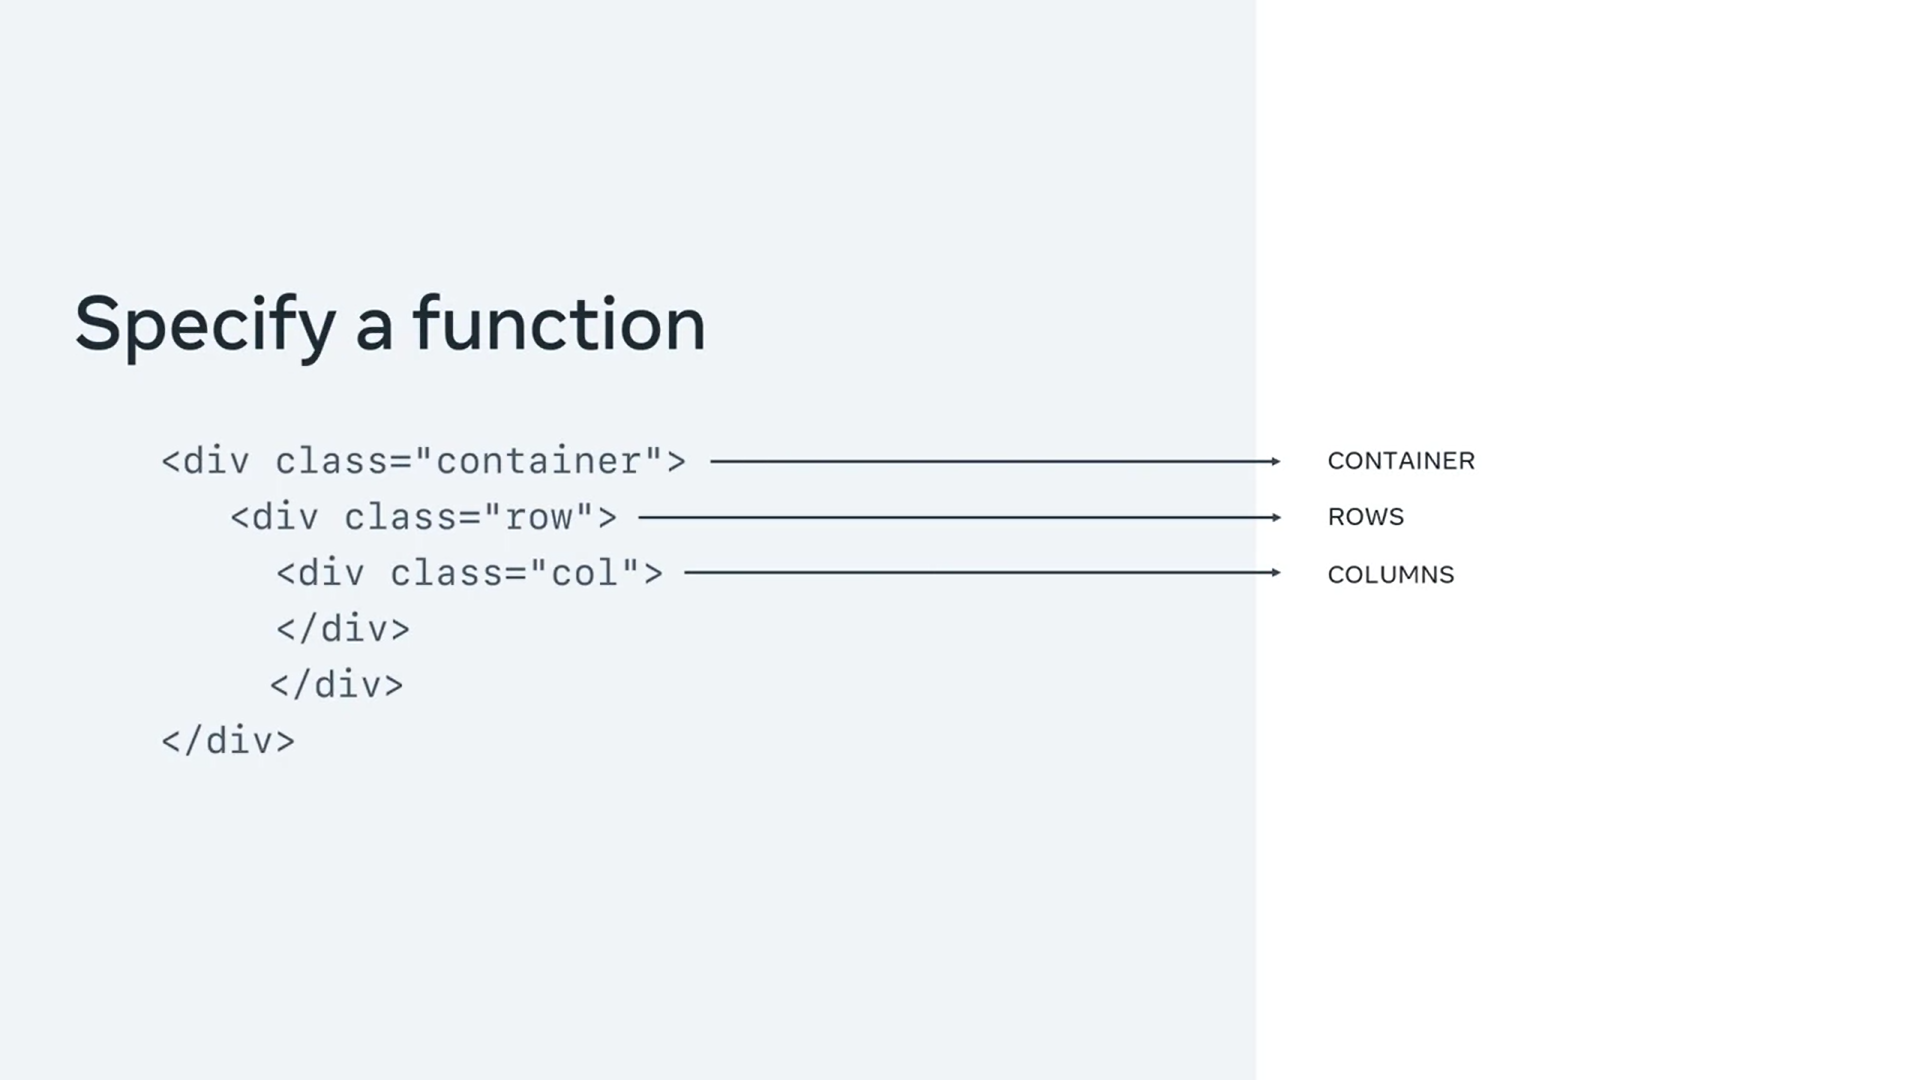 Specify a function
<div class="container"> CONTAINER
<div class="row"> ROWS
<div class="col"> COLUMNS
</div>
</div>
</div>